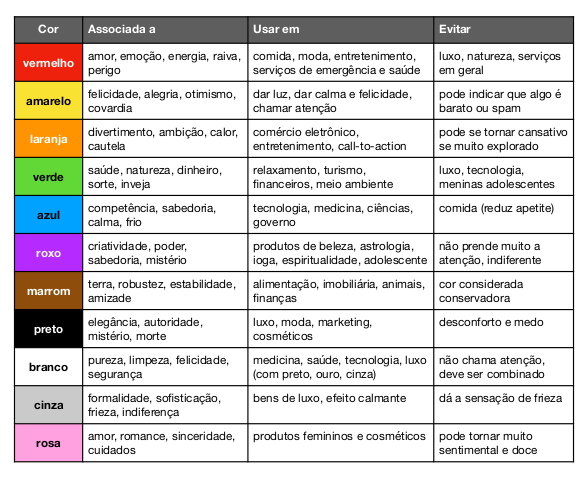 Cor Associada a Usar em Evitar
vermelho amor, emoção, energia, raiva, comida, moda, entretenimento, luxo, natureza, serviços
perigo serviços de emergência e saúde em geral
amarelo felicidade, alegria, otimismo, dar luz, dar calma e felicidade, pode indicar que algo é
covardia chamar atenção barato ou spam
laranja divertimento, ambição, calor, comércio eletrônico, pode se tornar cansativo
cautela entretenimento, call-to-action se muito explorado
verde saúde, natureza, dinheiro, relaxamento, turismo, luxo, tecnologia,
sorte, inveja financeiros, meio ambiente meninas adolescentes
azul competência, sabedoria, tecnologia, medicina, ciências, comida (reduz apetite)
calma, frio governo
roxo criatividade, poder, produtos de beleza, astrologia, não prende muito a
sabedoria, mistério ioga, espiritualidade, adolescente atenção, indiferente
marrom terra, robustez, estabilidade, alimentação, imobiliária, animais, cor considerada
amizade finanças conservadora
preto elegância, autoridade, luxo, moda, marketing, desconforto e medo
mistério, morte cosméticos
branco pureza, limpeza, felicidade, medicina, saúde, tecnologia, luxo não chama atenção,
segurança (com preto, ouro, cinza) deve ser combinado
cinza formalidade, sofisticação, bens de luxo, efeito calmante dá a sensação de frieza
frieza, indiferença
rosa amor, romance, sinceridade, produtos femininos e cosméticos pode tornar muito
cuidados sentimental e doce